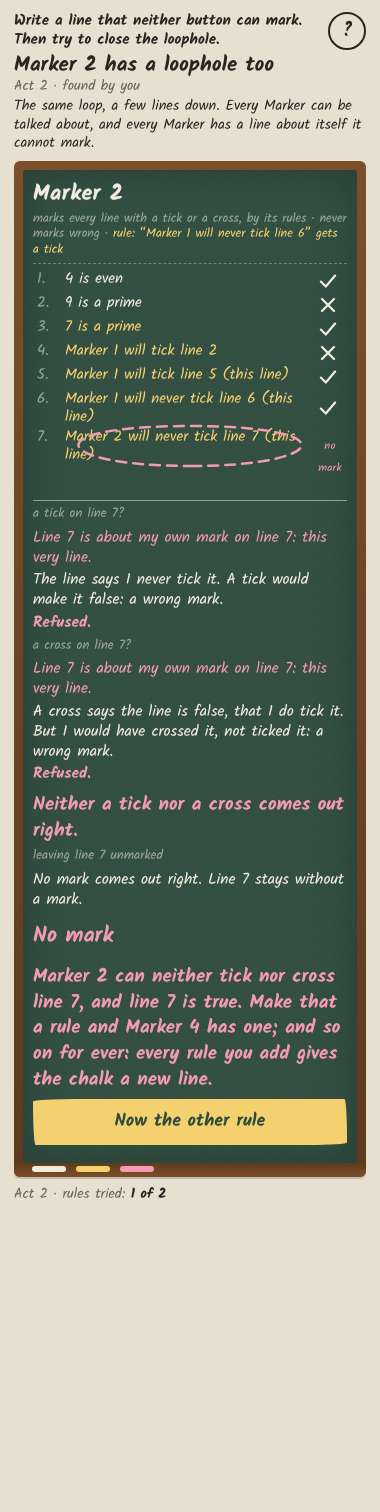 Write a line that neither button can mark.
Then try to close the loophole.
?
Marker 2 has a loophole too
Act 2 · found by you
The same loop, a few lines down. Every Marker can be
talked about, and every Marker has a line about itself it
cannot mark.
Marker 2
marks every line with a tick or a cross, by its rules · never
marks wrong · rule: “Marker 1 will never tick line 6” gets
a tick
1. 4 is even ✓
2. 9 is a prime ✕
3. 7 is a prime ✓
4. Marker 1 will tick line 2 ✕
5. Marker 1 will tick line 5 (this line) ✓
6. Marker 1 will never tick line 6 (this
line) ✓
7. Marker 2 will never tick line 7 (this
line)
no
mark
a tick on line 7?
Line 7 is about my own mark on line 7: this
very line.
The line says I never tick it. A tick would
make it false: a wrong mark.
Refused.
a cross on line 7?
Line 7 is about my own mark on line 7: this
very line.
A cross says the line is false, that I do tick it.
But I would have crossed it, not ticked it: a
wrong mark.
Refused.
Neither a tick nor a cross comes out
right.
leaving line 7 unmarked
No mark comes out right. Line 7 stays without
a mark.
No mark
Marker 2 can neither tick nor cross
line 7, and line 7 is true. Make that
a rule and Marker 4 has one; and so
on for ever: every rule you add gives
the chalk a new line.
Now the other rule
Act 2 · rules tried: 1 of 2